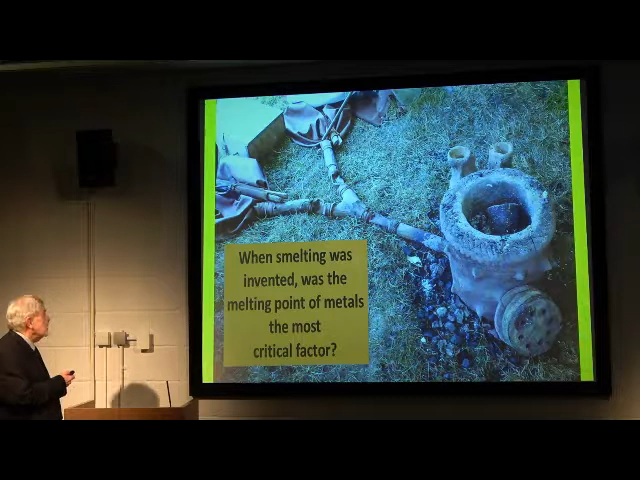 When smelting was
invented, was the
melting point of metals
the most
critical factor?